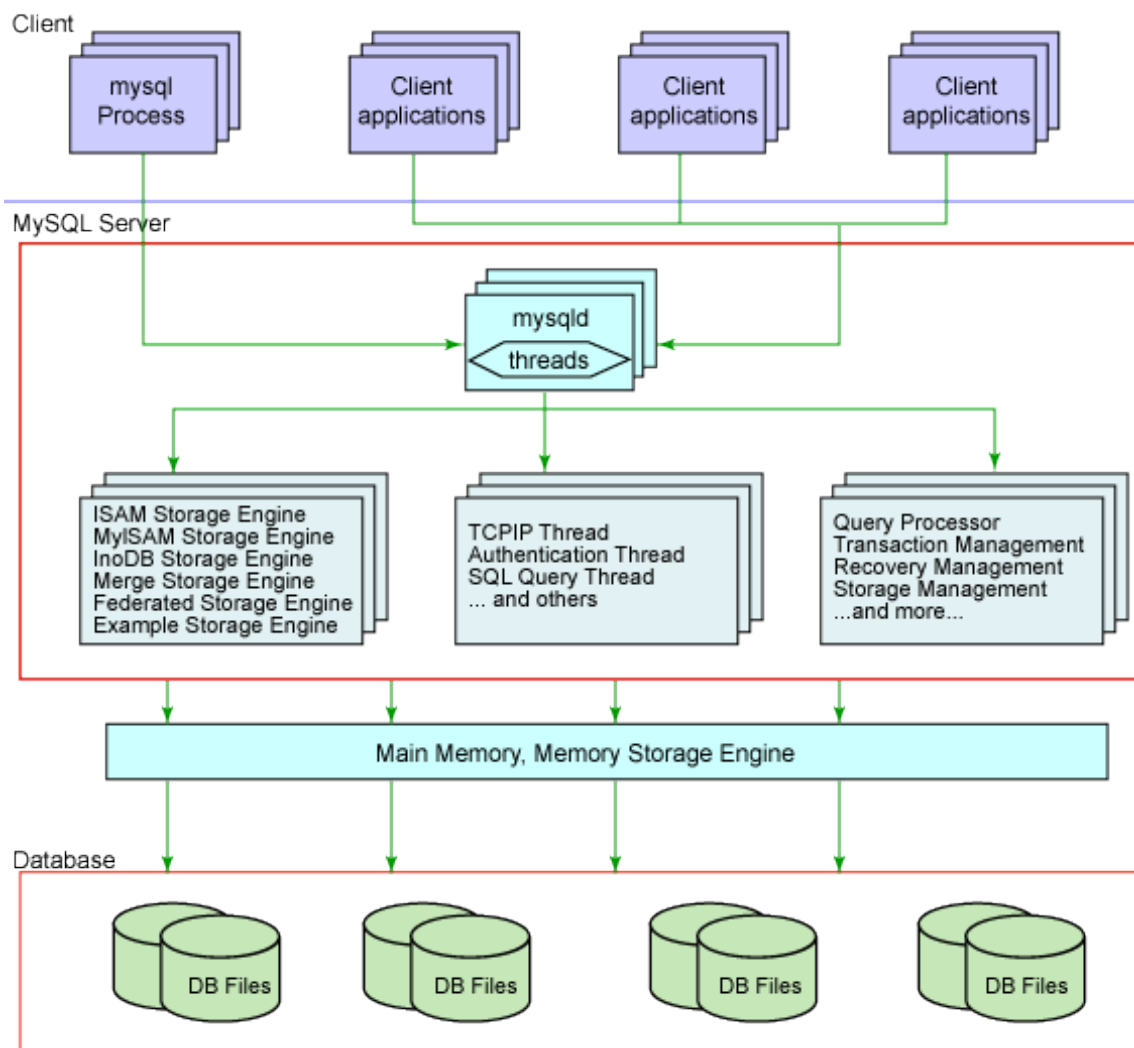 Client
mysql
Process
Client
applications
Client
applications
Client
applications
MySQL Server
mysqld
threads
ISAM Storage Engine
MyISAM Storage Engine
InoDB Storage Engine
Merge Storage Engine
Federated Storage Engine
Example Storage Engine
TCPIP Thread
Authentication Thread
SQL Query Thread
... and others
Query Processor
Transaction Management
Recovery Management
Storage Management
...and more...
Main Memory, Memory Storage Engine
Database
DB Files
DB Files
DB Files
DB Files